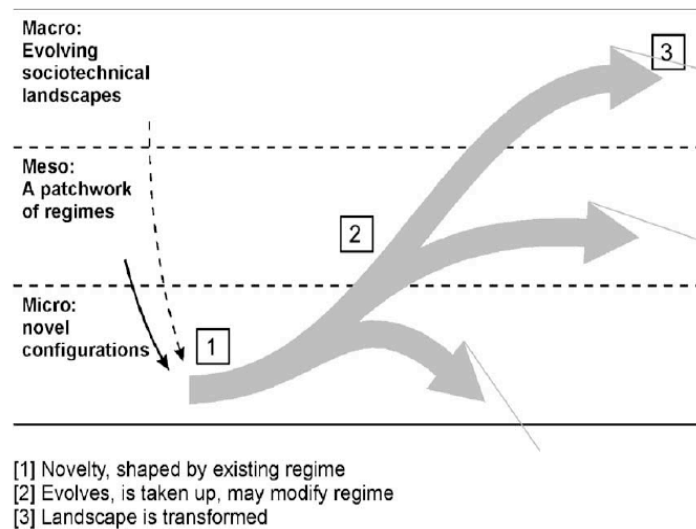 Macro:
Evolving
sociotechnical
landscapes
3
Meso:
A patchwork
of regimes
2
Micro:
novel
configurations
1
[1] Novelty, shaped by existing regime
[2] Evolves, is taken up, may modify regime
[3] Landscape is transformed